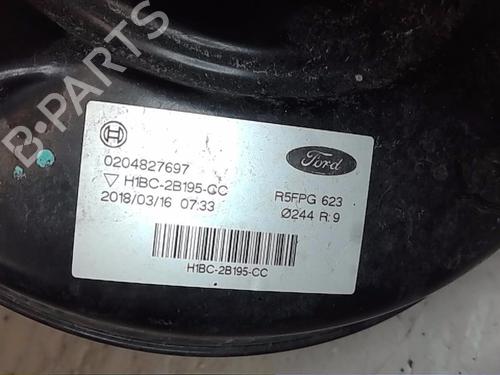 B-PARTS
0204827697
Ford
▽ H1BC-2B195-CC
R5FPG 623
2018/03/16 07:33
Ø244 R 9
H1BC-2B195-CC